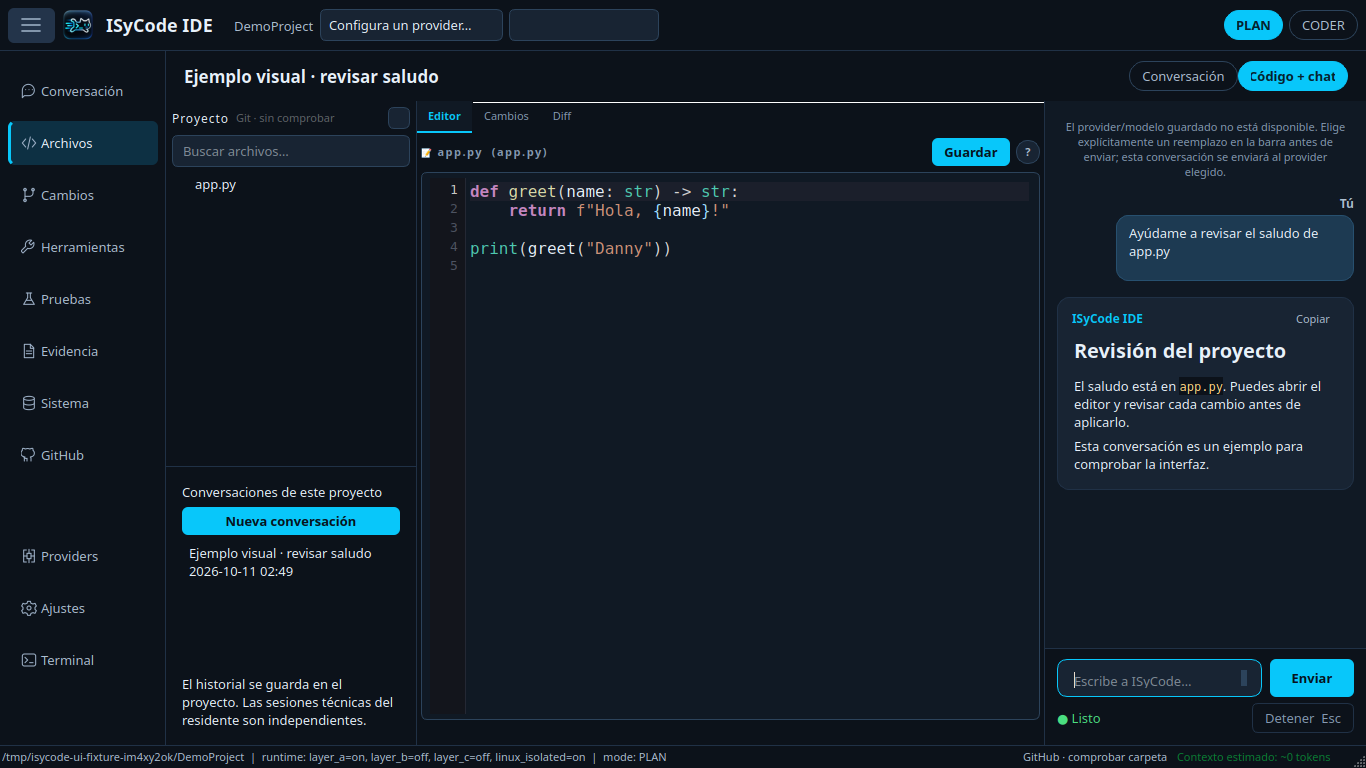 ISyCode IDE
DemoProject
Configura un provider...
PLAN
CODER
Conversación
Archivos
Cambios
Herramientas
Pruebas
Evidencia
Sistema
GitHub
Providers
Ajustes
Terminal
Ejemplo visual · revisar saludo
Conversación
Código + chat
Proyecto
Git · sin comprobar
Buscar archivos...
app.py
Conversaciones de este proyecto
Nueva conversación
Ejemplo visual · revisar saludo
2026-10-11 02:49
El historial se guarda en el
proyecto. Las sesiones técnicas del
residente son independientes.
Editor
Cambios
Diff
app.py (app.py)
Guardar
?
1 def greet(name: str) -> str:
2     return f"Hola, {name}!"
3
4 print(greet("Danny"))
5
El provider/modelo guardado no está disponible. Elige
explícitamente un reemplazo en la barra antes de
enviar; esta conversación se enviará al provider
elegido.
Tú
Ayúdame a revisar el saludo de
app.py
ISyCode IDE
Copiar
Revisión del proyecto
El saludo está en app.py. Puedes abrir el
editor y revisar cada cambio antes de
aplicarlo.
Esta conversación es un ejemplo para
comprobar la interfaz.
Escribe a ISyCode...
Enviar
Listo
Detener Esc
/tmp/isycode-ui-fixture-im4xy2ok/DemoProject | runtime: layer_a=on, layer_b=off, layer_c=off, linux_isolated=on | mode: PLAN
GitHub · comprobar carpeta
Contexto estimado: ~0 tokens